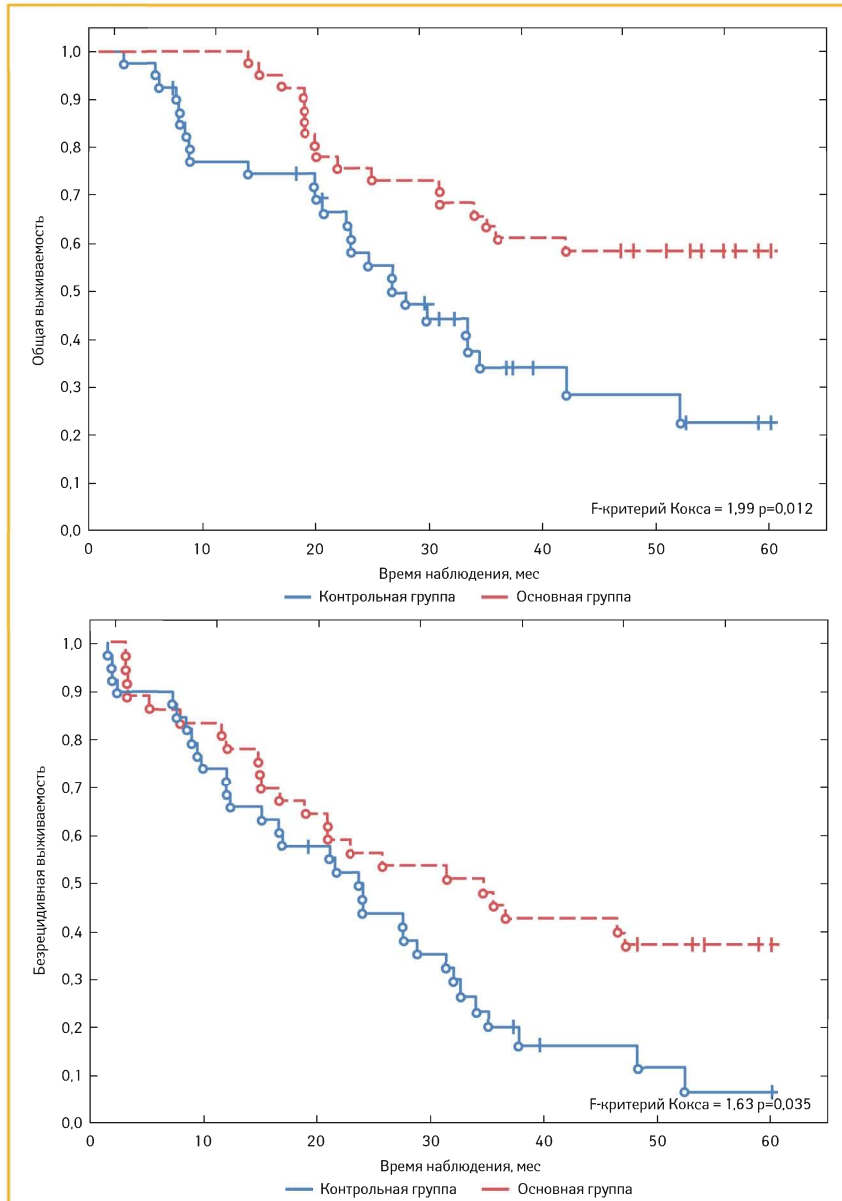 Общая выживаемость
1,0
0,9
0,8
0,7
0,6
0,5
0,4
0,3
0,2
0,1
0,0
F-критерий Кокса = 1,99 p=0,012
0 10 20 30 40 50 60
Время наблюдения, мес
Контрольная группа Основная группа
Безрецидивная выживаемость
1,0
0,9
0,8
0,7
0,6
0,5
0,4
0,3
0,2
0,1
0,0
F-критерий Кокса = 1,63 p=0,035
0 10 20 30 40 50 60
Время наблюдения, мес
Контрольная группа Основная группа